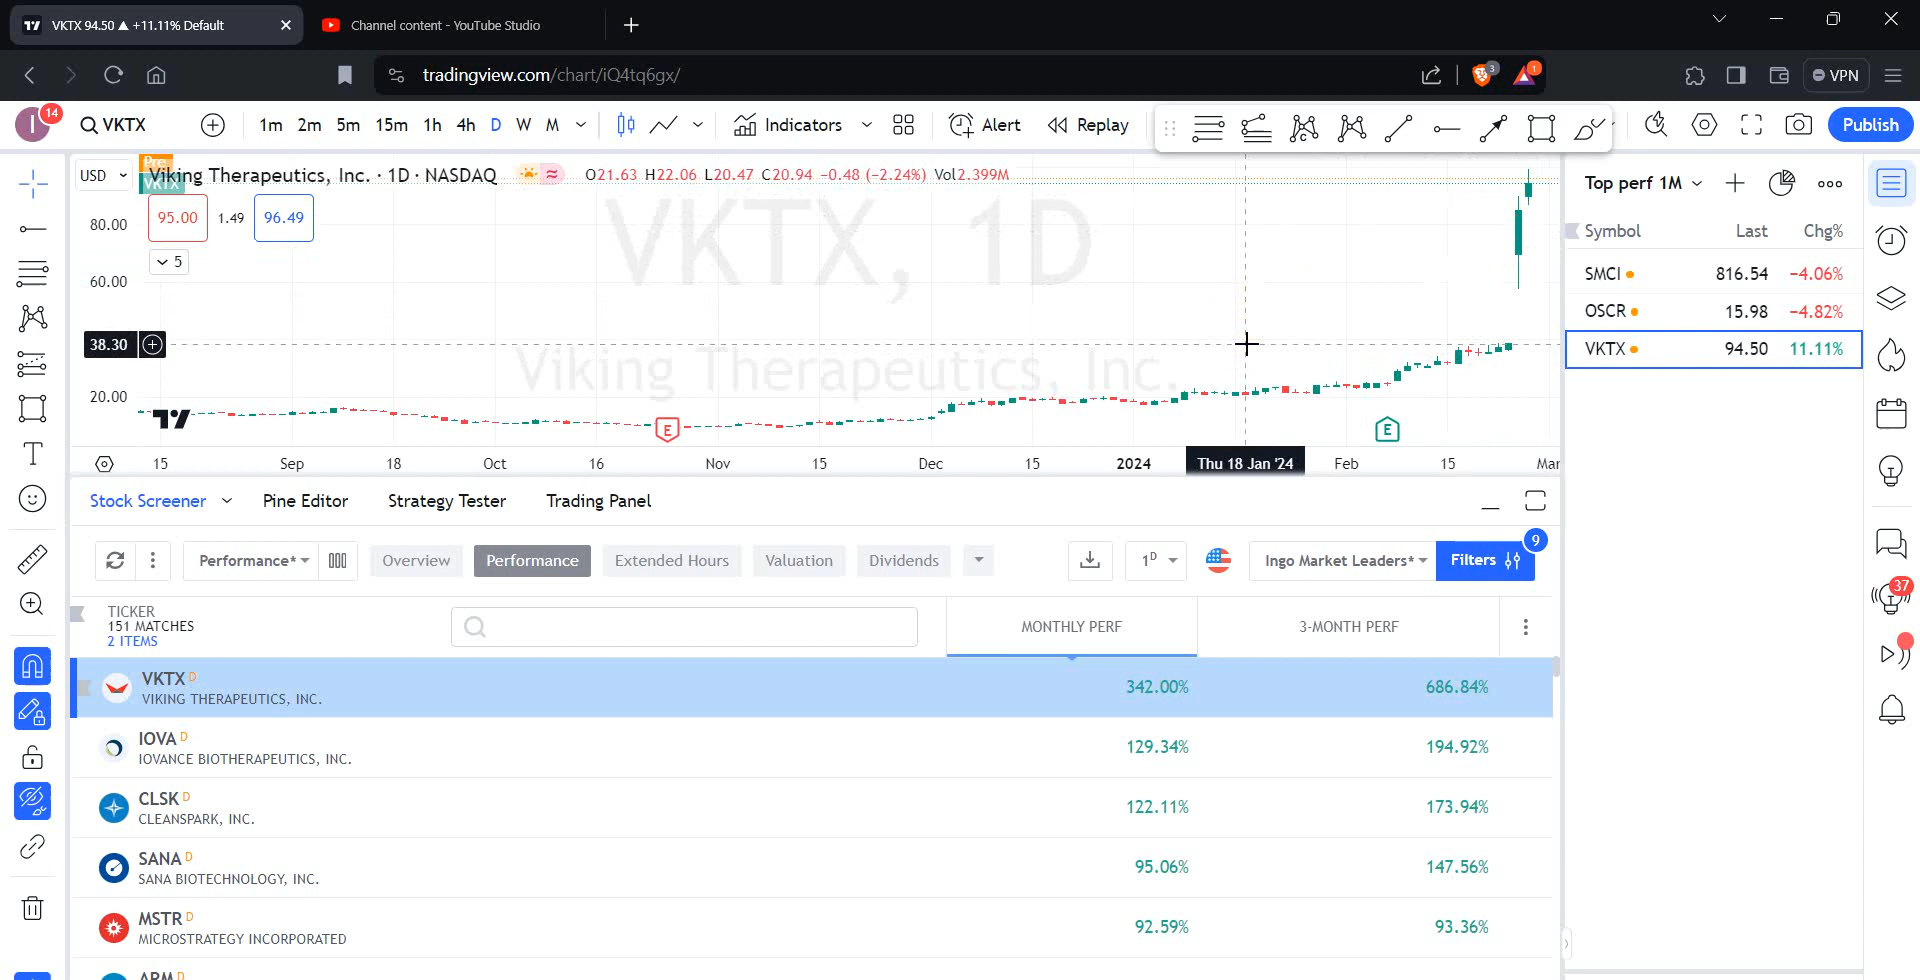 VKTX 94.50 ▲ +11.11% Default
Channel content - YouTube Studio
tradingview.com/chart/iQ4tq6gx/
3
1
VPN
I
14
VKTX
1m 2m 5m 15m 1h 4h D W M
Indicators
Alert
Replay
Publish
USD
Pre
VKTX
Viking Therapeutics, Inc. · 1D · NASDAQ
O21.63 H22.06 L20.47 C20.94 −0.48 (−2.24%) Vol2.399M
95.00 1.49 96.49
5
VKTX, 1D
Viking Therapeutics, Inc.
80.00
60.00
38.30
20.00
E
E
15 Sep 18 Oct 16 Nov 15 Dec 15 2024 Thu 18 Jan '24 Feb 15 Mar
Top perf 1M
Symbol Last Chg%
SMCI 816.54 −4.06%
OSCR 15.98 −4.82%
VKTX 94.50 11.11%
37
Stock Screener Pine Editor Strategy Tester Trading Panel
Performance* Overview Performance Extended Hours Valuation Dividends 1D Ingo Market Leaders* Filters 9
TICKER
151 MATCHES
2 ITEMS
MONTHLY PERF 3-MONTH PERF
VKTX D
VIKING THERAPEUTICS, INC.
342.00% 686.84%
IOVA D
IOVANCE BIOTHERAPEUTICS, INC.
129.34% 194.92%
CLSK D
CLEANSPARK, INC.
122.11% 173.94%
SANA D
SANA BIOTECHNOLOGY, INC.
95.06% 147.56%
MSTR D
MICROSTRATEGY INCORPORATED
92.59% 93.36%
ARM D